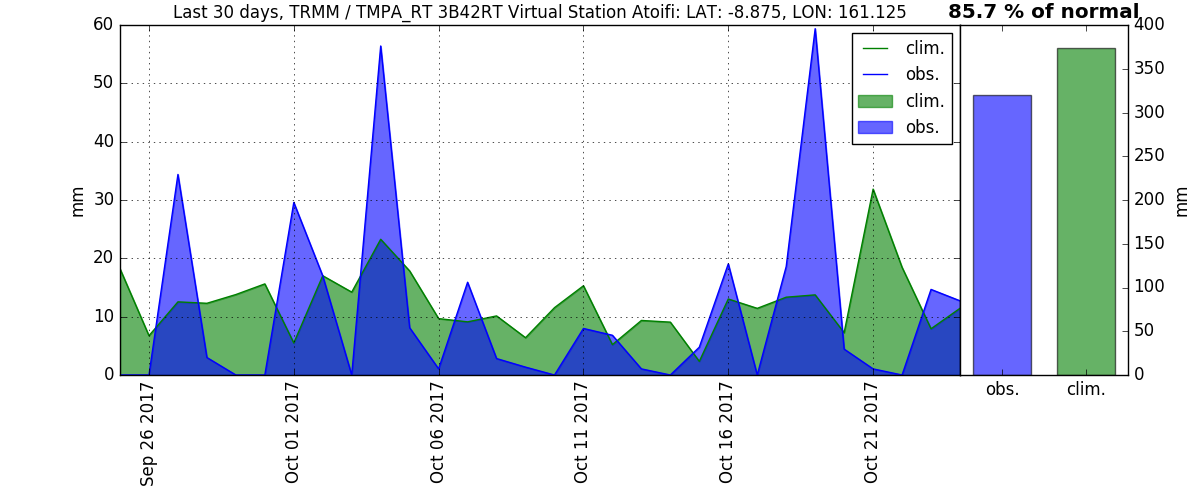 Last 30 days, TRMM / TMPA_RT 3B42RT Virtual Station Atoifi: LAT: -8.875, LON: 161.125
85.7 % of normal
60
50
40
30
20
10
0
mm
clim.
obs.
clim.
obs.
Sep 26 2017
Oct 01 2017
Oct 06 2017
Oct 11 2017
Oct 16 2017
Oct 21 2017
400
350
300
250
200
150
100
50
0
mm
obs.
clim.